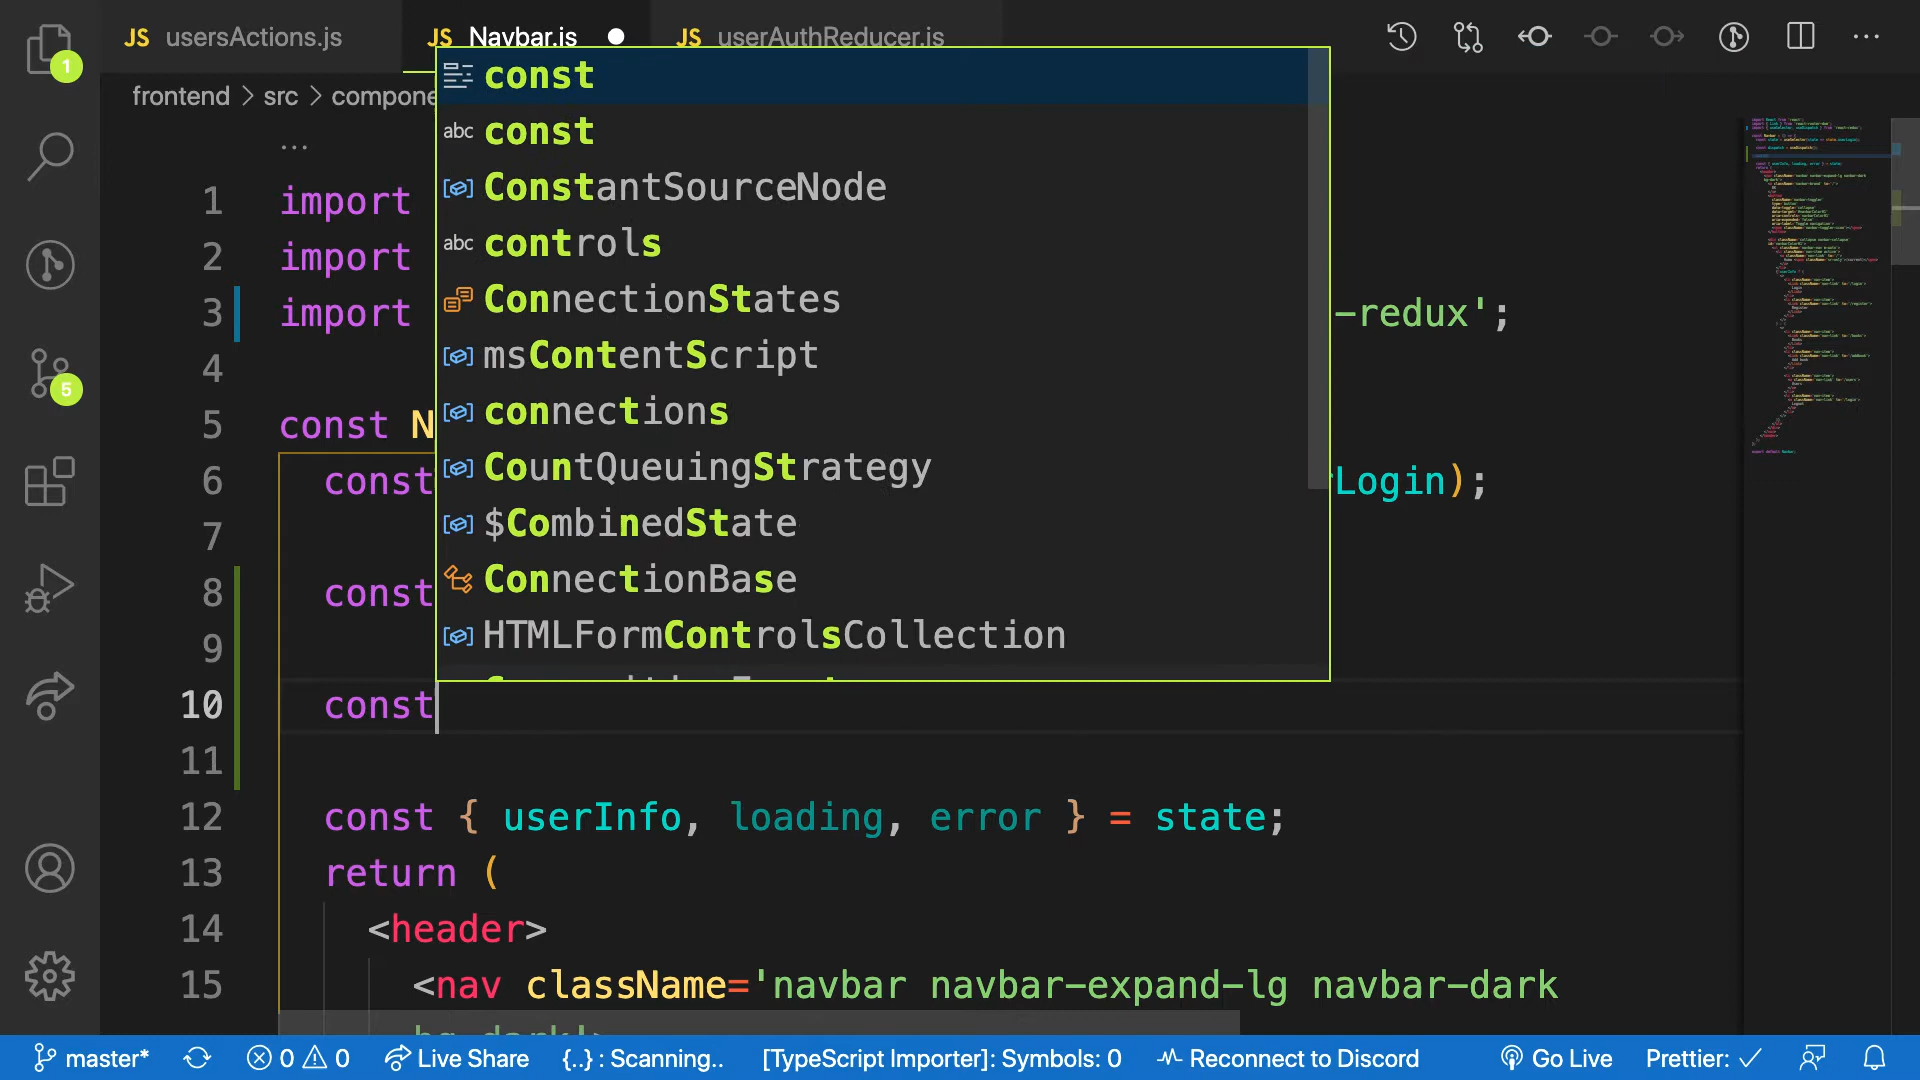 JS usersActions.js
JS Navbar.js
JS userAuthReducer.js
1
frontend > src > compone
...
const
abc const
ConstantSourceNode
abc controls
ConnectionStates
msContentScript
connections
CountQueuingStrategy
$CombinedState
ConnectionBase
HTMLFormControlsCollection
1 import
2 import
3 import -redux';
4
5 const N
6 const rLogin);
7
8 const
9
10 const
11
12 const { userInfo, loading, error } = state;
13 return (
14 <header>
15 <nav className='navbar navbar-expand-lg navbar-dark
bg-dark'>
5
master* 0 0 Live Share {..} : Scanning.. [TypeScript Importer]: Symbols: 0 Reconnect to Discord Go Live Prettier: ✓